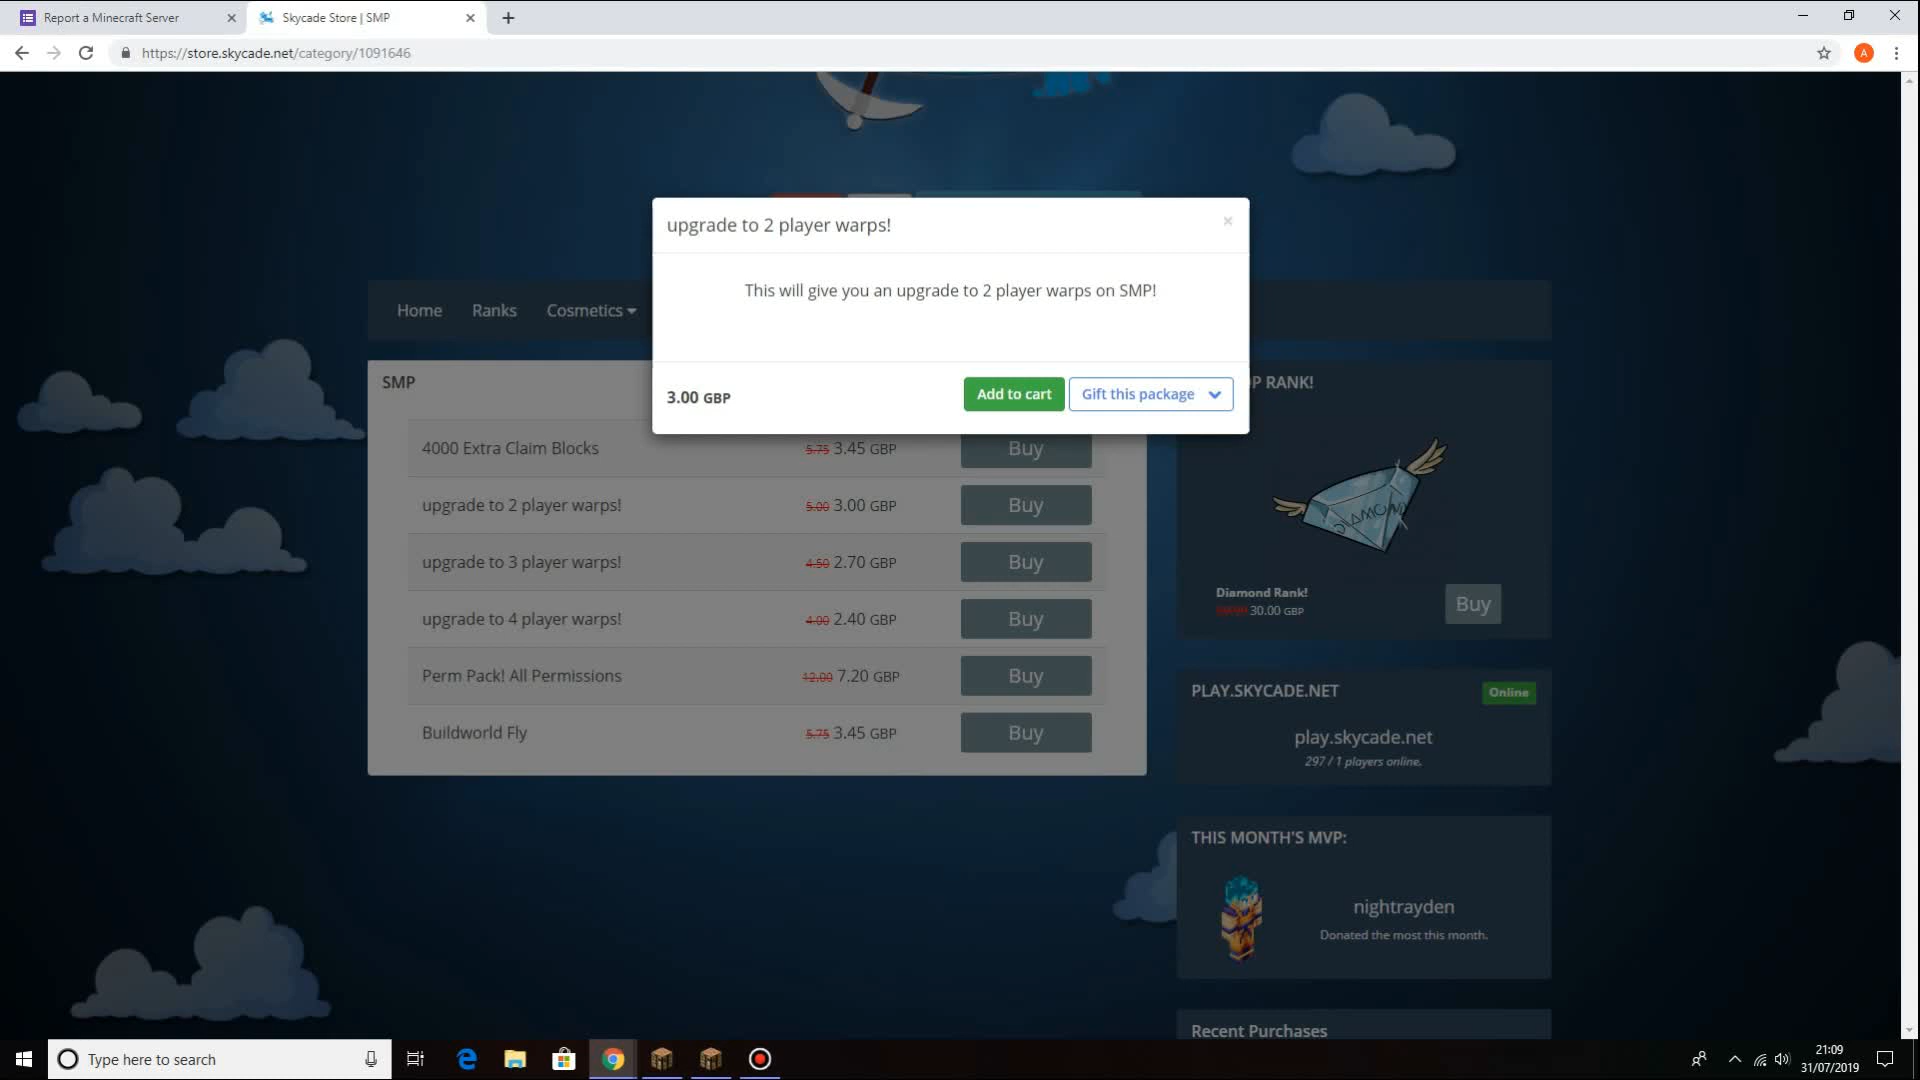 Report a Minecraft Server
Skycade Store | SMP
https://store.skycade.net/category/1091646
A
upgrade to 2 player warps!
This will give you an upgrade to 2 player warps on SMP!
3.00 GBP
Add to cart
Gift this package
Home Ranks Cosmetics
SMP
4000 Extra Claim Blocks 5.75 3.45 GBP Buy
upgrade to 2 player warps! 5.00 3.00 GBP Buy
upgrade to 3 player warps! 4.50 2.70 GBP Buy
upgrade to 4 player warps! 4.00 2.40 GBP Buy
Perm Pack! All Permissions 12.00 7.20 GBP Buy
Buildworld Fly 5.75 3.45 GBP Buy
P RANK!
DIAMOND
Diamond Rank!
30.00 GBP
Buy
PLAY.SKYCADE.NET
Online
play.skycade.net
297 / 1 players online.
THIS MONTH'S MVP:
nightrayden
Donated the most this month.
Recent Purchases
Type here to search
21:09
31/07/2019